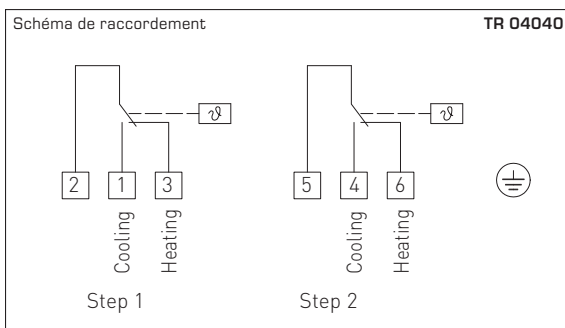 Schéma de raccordement TR 04040
ϑ ϑ
2 1 3 5 4 6
Cooling Heating Cooling Heating
Step 1 Step 2